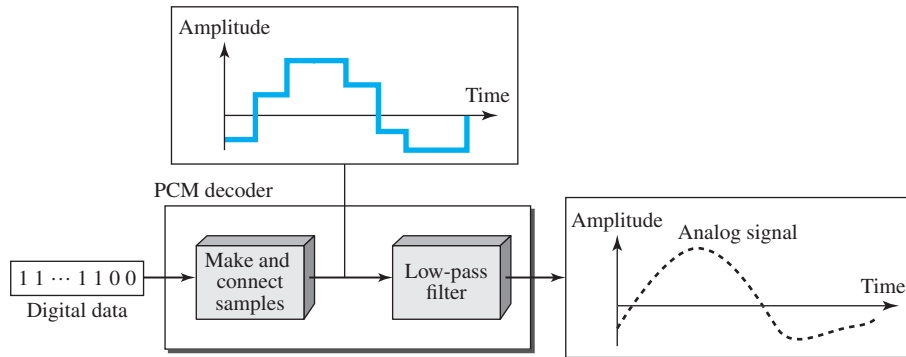 Amplitude
Time
PCM decoder
Make and
connect
samples
Low-pass
filter
1 1 ··· 1 1 0 0
Digital data
Amplitude
Analog signal
Time